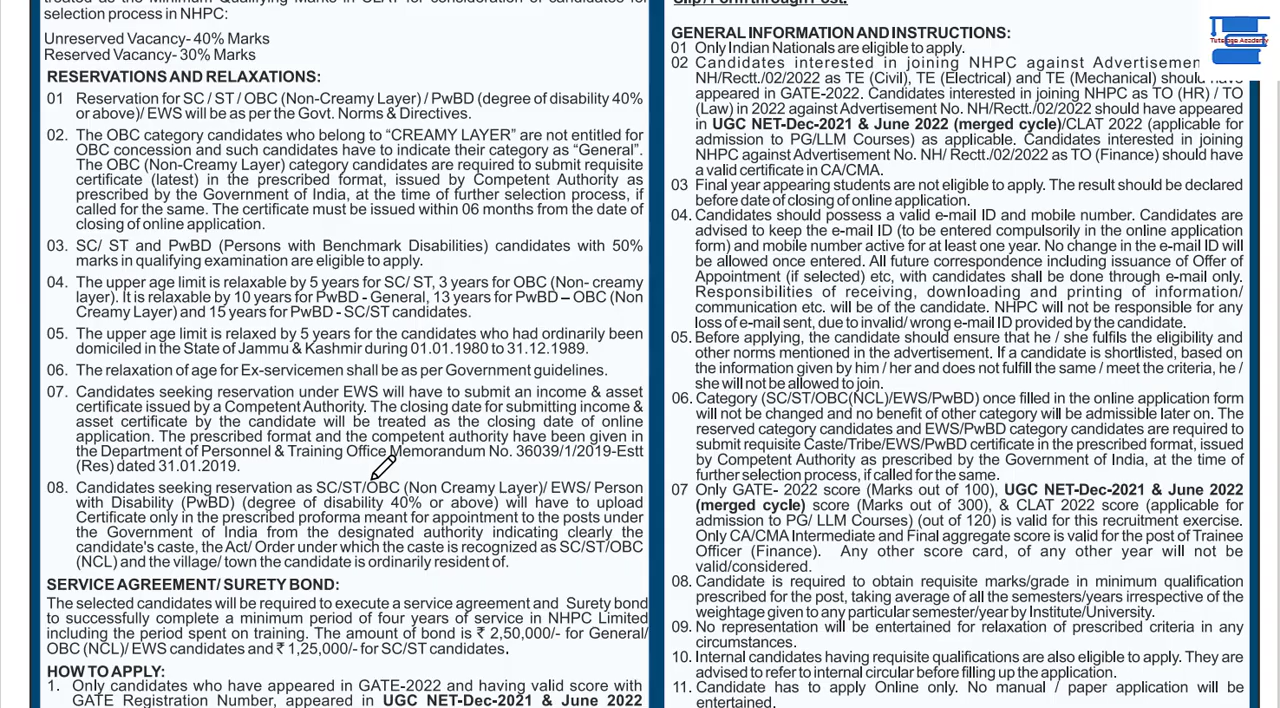 treated as the Minimum Qualifying Marks in CLAT for consideration of candidates for
selection process in NHPC:
Unreserved Vacancy- 40% Marks
Reserved Vacancy- 30% Marks
RESERVATIONS AND RELAXATIONS:
01 Reservation for SC / ST / OBC (Non-Creamy Layer) / PwBD (degree of disability 40%
or above)/ EWS will be as per the Govt. Norms & Directives.
02. The OBC category candidates who belong to “CREAMY LAYER” are not entitled for
OBC concession and such candidates have to indicate their category as “General”.
The OBC (Non-Creamy Layer) category candidates are required to submit requisite
certificate (latest) in the prescribed format, issued by Competent Authority as
prescribed by the Government of India, at the time of further selection process, if
called for the same. The certificate must be issued within 06 months from the date of
closing of online application.
03. SC/ ST and PwBD (Persons with Benchmark Disabilities) candidates with 50%
marks in qualifying examination are eligible to apply.
04. The upper age limit is relaxable by 5 years for SC/ ST, 3 years for OBC (Non- creamy
layer). It is relaxable by 10 years for PwBD - General, 13 years for PwBD – OBC (Non
Creamy Layer) and 15 years for PwBD - SC/ST candidates.
05. The upper age limit is relaxed by 5 years for the candidates who had ordinarily been
domiciled in the State of Jammu & Kashmir during 01.01.1980 to 31.12.1989.
06. The relaxation of age for Ex-servicemen shall be as per Government guidelines.
07. Candidates seeking reservation under EWS will have to submit an income & asset
certificate issued by a Competent Authority. The closing date for submitting income &
asset certificate by the candidate will be treated as the closing date of online
application. The prescribed format and the competent authority have been given in
the Department of Personnel & Training Office Memorandum No. 36039/1/2019-Estt
(Res) dated 31.01.2019.
08. Candidates seeking reservation as SC/ST/OBC (Non Creamy Layer)/ EWS/ Person
with Disability (PwBD) (degree of disability 40% or above) will have to upload
Certificate only in the prescribed proforma meant for appointment to the posts under
the Government of India from the designated authority indicating clearly the
candidate's caste, the Act/ Order under which the caste is recognized as SC/ST/OBC
(NCL) and the village/ town the candidate is ordinarily resident of.
SERVICE AGREEMENT/ SURETY BOND:
The selected candidates will be required to execute a service agreement and Surety bond
to successfully complete a minimum period of four years of service in NHPC Limited
including the period spent on training. The amount of bond is ₹ 2,50,000/- for General/
OBC (NCL)/ EWS candidates and ₹ 1,25,000/- for SC/ST candidates.
HOW TO APPLY:
1. Only candidates who have appeared in GATE-2022 and having valid score with
GATE Registration Number, appeared in UGC NET-Dec-2021 & June 2022
Slip / Form through Post.
GENERAL INFORMATION AND INSTRUCTIONS:
01 Only Indian Nationals are eligible to apply.
02 Candidates interested in joining NHPC against Advertisemen
NH/Rectt./02/2022 as TE (Civil), TE (Electrical) and TE (Mechanical) should have
appeared in GATE-2022. Candidates interested in joining NHPC as TO (HR) / TO
(Law) in 2022 against Advertisement No. NH/Rectt./02/2022 should have appeared
in UGC NET-Dec-2021 & June 2022 (merged cycle)/CLAT 2022 (applicable for
admission to PG/LLM Courses) as applicable. Candidates interested in joining
NHPC against Advertisement No. NH/ Rectt./02/2022 as TO (Finance) should have
a valid certificate in CA/CMA.
03 Final year appearing students are not eligible to apply. The result should be declared
before date of closing of online application.
04. Candidates should possess a valid e-mail ID and mobile number. Candidates are
advised to keep the e-mail ID (to be entered compulsorily in the online application
form) and mobile number active for at least one year. No change in the e-mail ID will
be allowed once entered. All future correspondence including issuance of Offer of
Appointment (if selected) etc, with candidates shall be done through e-mail only.
Responsibilities of receiving, downloading and printing of information/
communication etc. will be of the candidate. NHPC will not be responsible for any
loss of e-mail sent, due to invalid/ wrong e-mail ID provided by the candidate.
05. Before applying, the candidate should ensure that he / she fulfils the eligibility and
other norms mentioned in the advertisement. If a candidate is shortlisted, based on
the information given by him / her and does not fulfill the same / meet the criteria, he /
she will not be allowed to join.
06. Category (SC/ST/OBC(NCL)/EWS/PwBD) once filled in the online application form
will not be changed and no benefit of other category will be admissible later on. The
reserved category candidates and EWS/PwBD category candidates are required to
submit requisite Caste/Tribe/EWS/PwBD certificate in the prescribed format, issued
by Competent Authority as prescribed by the Government of India, at the time of
further selection process, if called for the same.
07 Only GATE- 2022 score (Marks out of 100), UGC NET-Dec-2021 & June 2022
(merged cycle) score (Marks out of 300), & CLAT 2022 score (applicable for
admission to PG/ LLM Courses) (out of 120) is valid for this recruitment exercise.
Only CA/CMA Intermediate and Final aggregate score is valid for the post of Trainee
Officer (Finance). Any other score card, of any other year will not be
valid/considered.
08. Candidate is required to obtain requisite marks/grade in minimum qualification
prescribed for the post, taking average of all the semesters/years irrespective of the
weightage given to any particular semester/year by Institute/University.
09. No representation will be entertained for relaxation of prescribed criteria in any
circumstances.
10. Internal candidates having requisite qualifications are also eligible to apply. They are
advised to refer to internal circular before filling up the application.
11. Candidate has to apply Online only. No manual / paper application will be
entertained.
Tutelage Academy